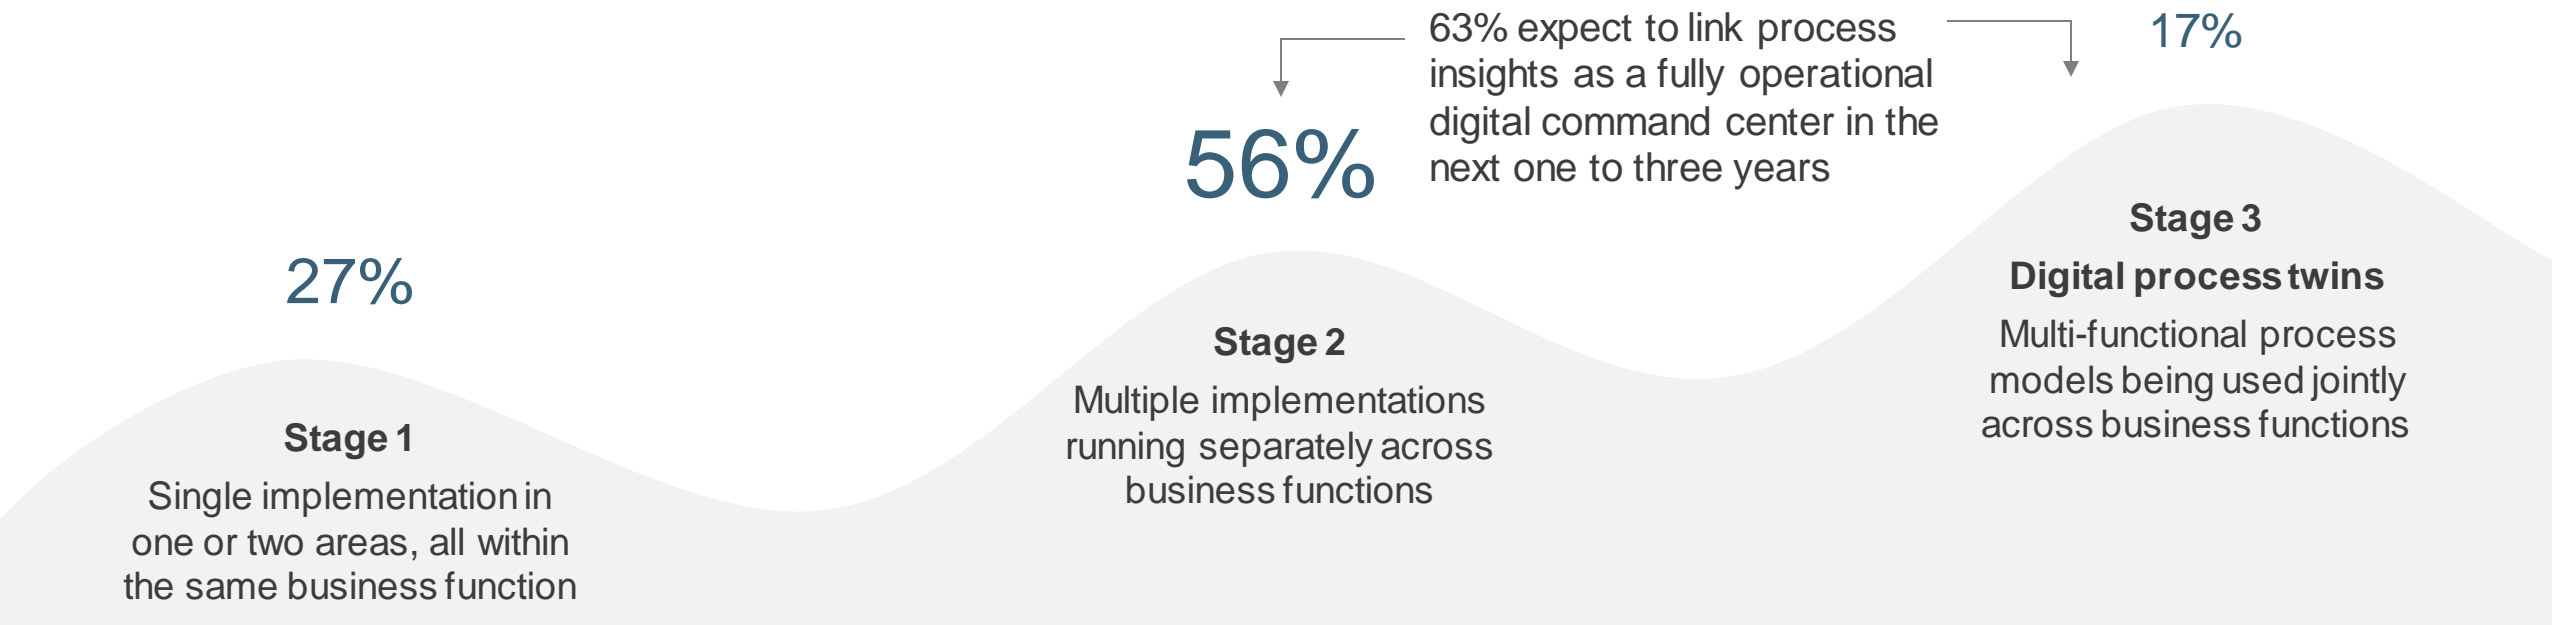 27%
Stage 1
Single implementation in
one or two areas, all within
the same business function
56%
Stage 2
Multiple implementations
running separately across
business functions
63% expect to link process
insights as a fully operational
digital command center in the
next one to three years
17%
Stage 3
Digital process twins
Multi-functional process
models being used jointly
across business functions